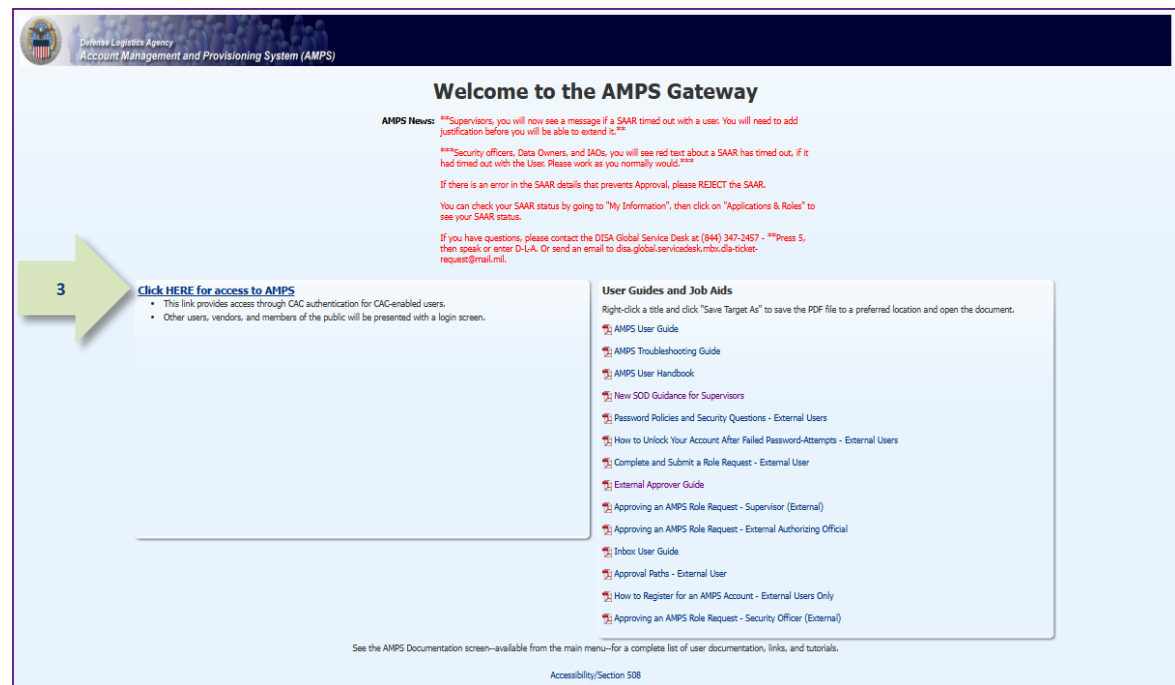 Defense Logistics Agency
Account Management and Provisioning System (AMPS)
Welcome to the AMPS Gateway
AMPS News: **Supervisors, you will now see a message if a SAAR timed out with a user. You will need to add
justification before you will be able to extend it.**
***Security officers, Data Owners, and IAOs, you will see red text about a SAAR has timed out, if it
had timed out with the User. Please work as you normally would.***
If there is an error in the SAAR details that prevents Approval, please REJECT the SAAR.
You can check your SAAR status by going to "My Information", then click on "Applications & Roles" to
see your SAAR status.
If you have questions, please contact the DISA Global Service Desk at (844) 347-2457 - **Press 5,
then speak or enter D-L-A. Or send an email to disa.global.servicedesk.mbx.dla-ticket-
request@mail.mil.
3
Click HERE for access to AMPS
• This link provides access through CAC authentication for CAC-enabled users.
• Other users, vendors, and members of the public will be presented with a login screen.
User Guides and Job Aids
Right-click a title and click "Save Target As" to save the PDF file to a preferred location and open the document.
AMPS User Guide
AMPS Troubleshooting Guide
AMPS User Handbook
New SOD Guidance for Supervisors
Password Policies and Security Questions - External Users
How to Unlock Your Account After Failed Password-Attempts - External Users
Complete and Submit a Role Request - External User
External Approver Guide
Approving an AMPS Role Request - Supervisor (External)
Approving an AMPS Role Request - External Authorizing Official
Inbox User Guide
Approval Paths - External User
How to Register for an AMPS Account - External Users Only
Approving an AMPS Role Request - Security Officer (External)
See the AMPS Documentation screen--available from the main menu--for a complete list of user documentation, links, and tutorials.
Accessibility/Section 508